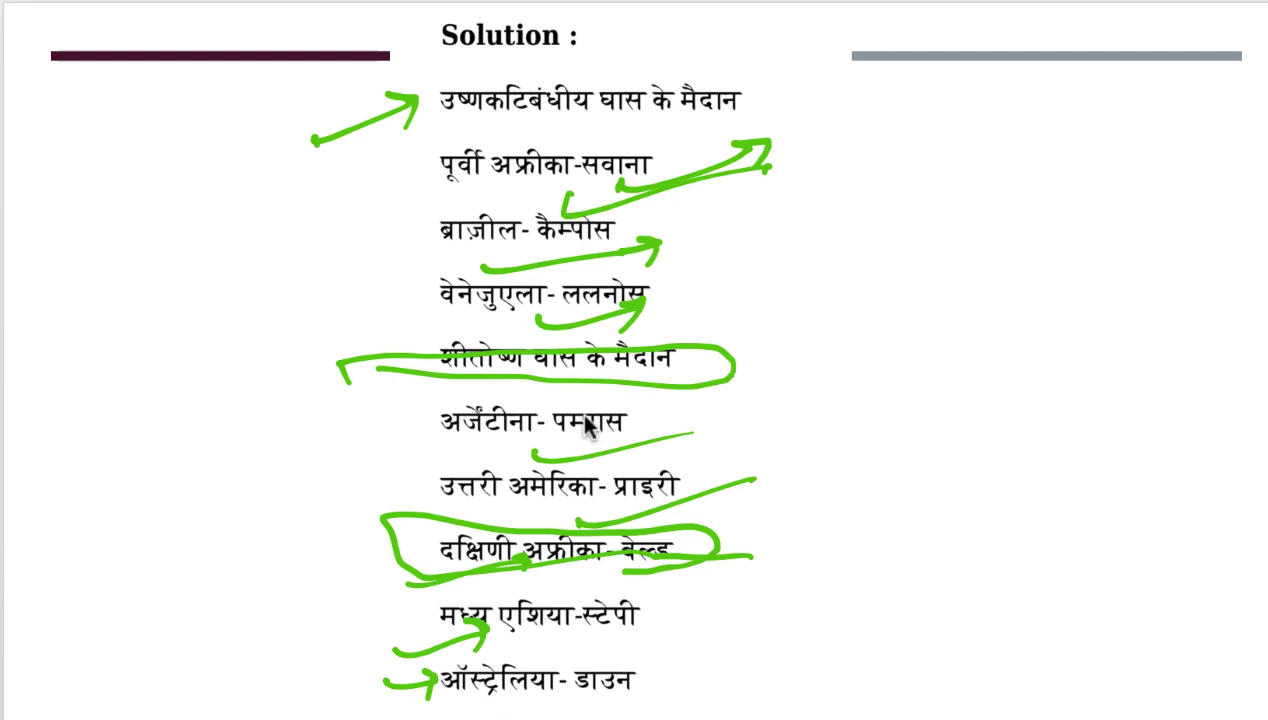 Solution :
उष्णकटिबंधीय घास के मैदान
पूर्वी अफ्रीका-सवाना
ब्राज़ील- कैम्पोस
वेनेजुएला- ललनोस
शीतोष्ण घास के मैदान
अर्जेंटीना- पम्पास
उत्तरी अमेरिका- प्राइरी
दक्षिणी अफ्रीका- वेल्ड
मध्य एशिया-स्टेपी
ऑस्ट्रेलिया- डाउन